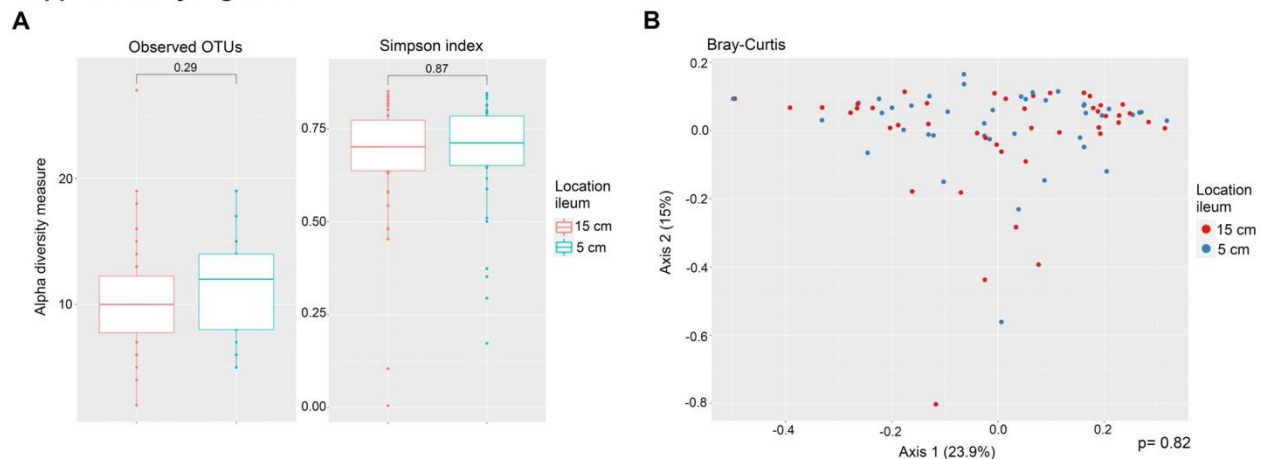 A
Observed OTUs
Simpson index
0.29
0.87
Alpha diversity measure
20
10
0.75
0.50
0.25
0.00
Location
ileum
15 cm
5 cm
B
Bray-Curtis
Axis 2 (15%)
0.2
0.0
-0.2
-0.4
-0.6
-0.8
-0.4
-0.2
0.0
0.2
Axis 1 (23.9%)
p= 0.82
Location
ileum
15 cm
5 cm